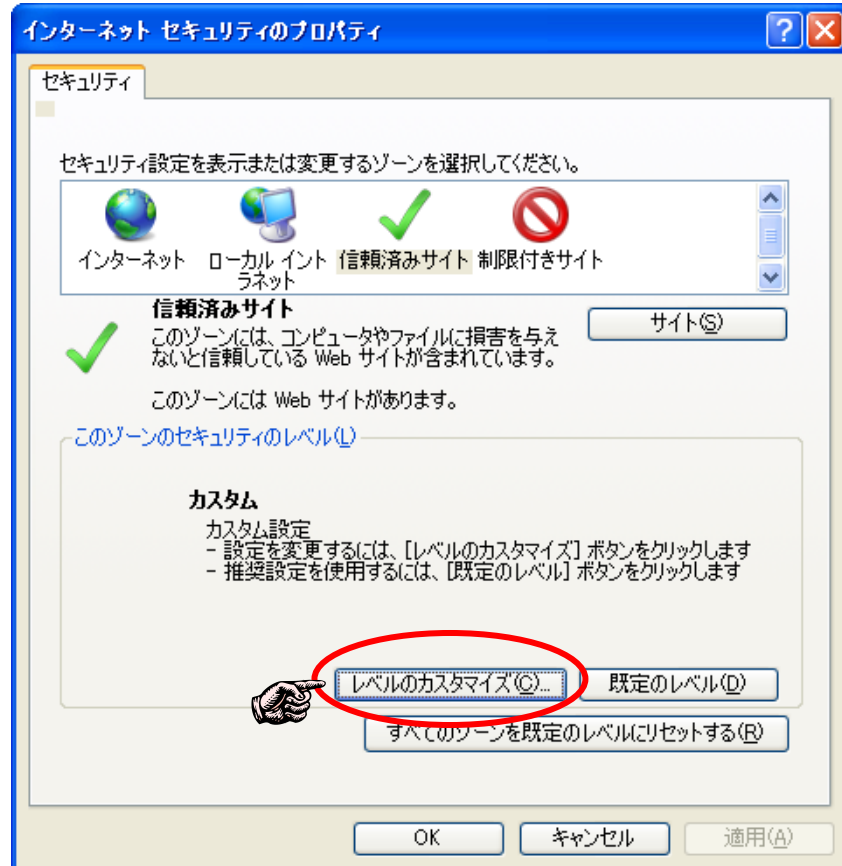 インターネット セキュリティのプロパティ
セキュリティ
セキュリティ設定を表示または変更するゾーンを選択してください。
インターネット
ローカル イント
ラネット
信頼済みサイト
制限付きサイト
信頼済みサイト
サイト(S)
このゾーンには、コンピュータやファイルに損害を与え
ないと信頼している Web サイトが含まれています。
このゾーンには Web サイトがあります。
このゾーンのセキュリティのレベル(L)
カスタム
カスタム設定
- 設定を変更するには、[レベルのカスタマイズ] ボタンをクリックします
- 推奨設定を使用するには、[既定のレベル] ボタンをクリックします
レベルのカスタマイズ(C)...
既定のレベル(D)
すべてのゾーンを既定のレベルにリセットする(R)
OK
キャンセル
適用(A)